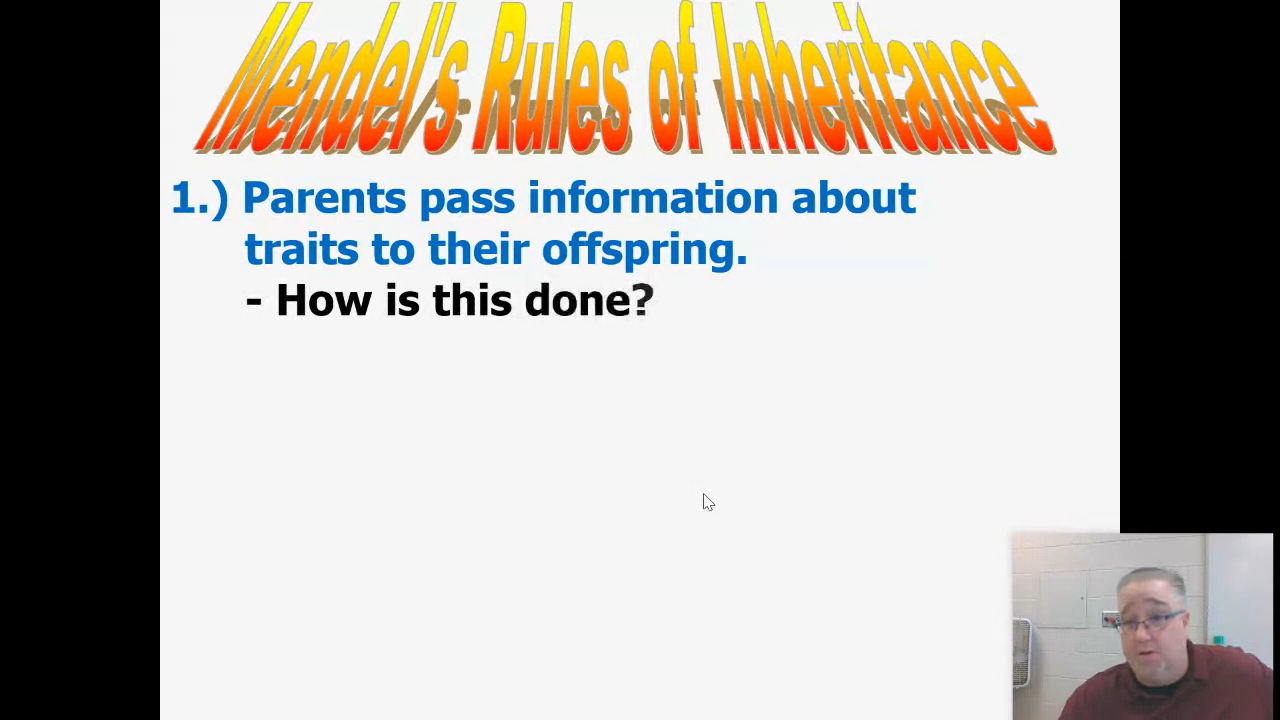 Mendel's Rules of Inheritance
1.) Parents pass information about
traits to their offspring.
- How is this done?